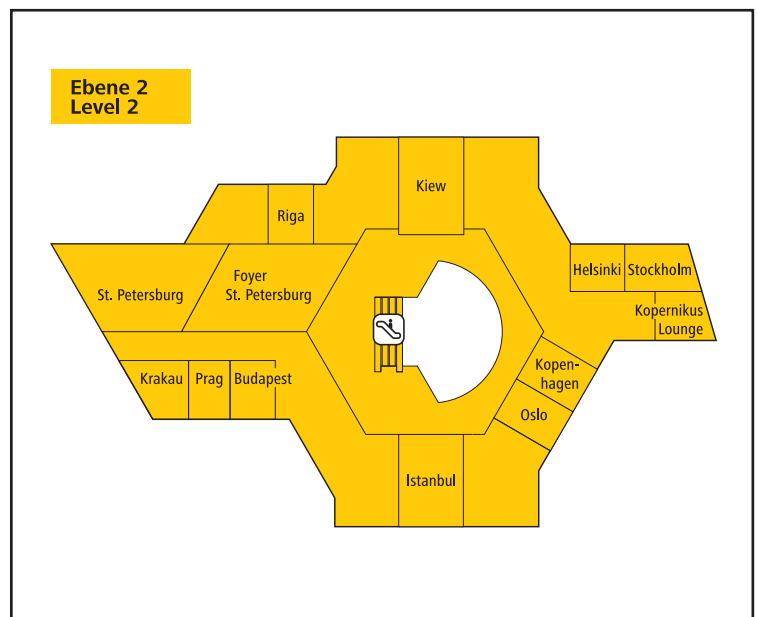 Ebene 2
Level 2
Kiew
Riga
Helsinki
Stockholm
Foyer
St. Petersburg
St. Petersburg
Kopernikus
Lounge
Kopen-
hagen
Krakau
Prag
Budapest
Oslo
Istanbul